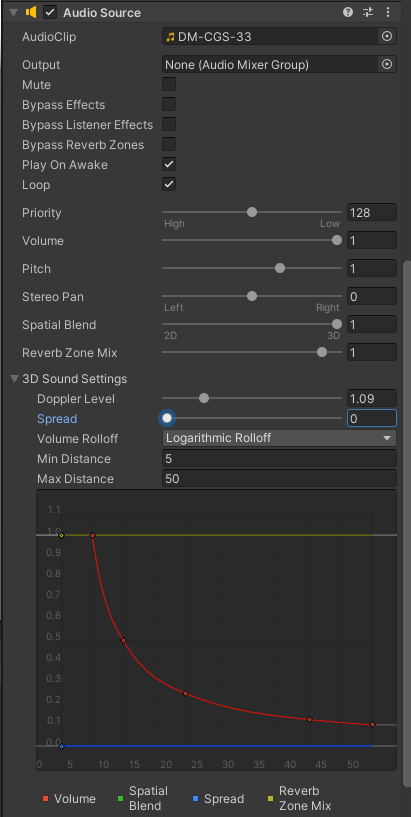 Audio Source
AudioClip DM-CGS-33
Output None (Audio Mixer Group)
Mute
Bypass Effects
Bypass Listener Effects
Bypass Reverb Zones
Play On Awake
Loop
Priority 128
High Low
Volume 1
Pitch 1
Stereo Pan 0
Left Right
Spatial Blend 1
2D 3D
Reverb Zone Mix 1
3D Sound Settings
Doppler Level 1.09
Spread 0
Volume Rolloff Logarithmic Rolloff
Min Distance 5
Max Distance 50
1.1
1.0
0.9
0.8
0.7
0.6
0.5
0.4
0.3
0.2
0.1
0.0
0 5 10 15 20 25 30 35 40 45 50
Volume Spatial Blend Spread Reverb Zone Mix